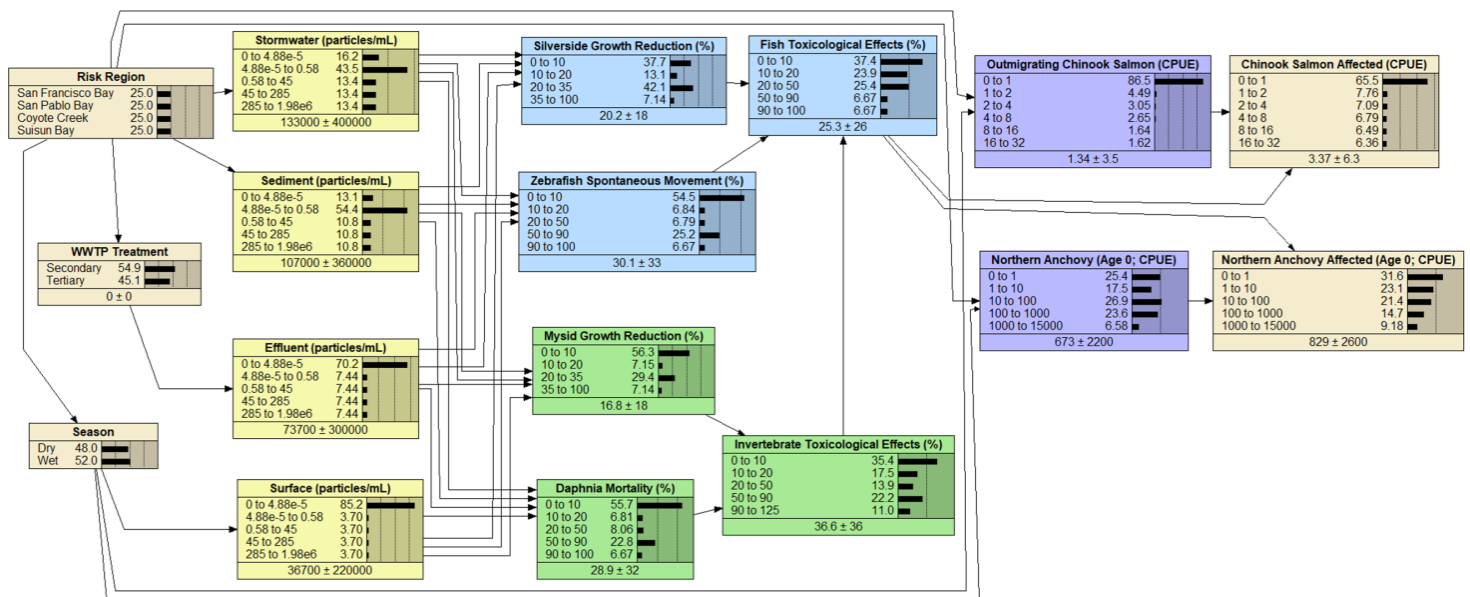 Risk Region
San Francisco Bay 25.0
San Pablo Bay 25.0
Coyote Creek 25.0
Suisun Bay 25.0
WWTP Treatment
Secondary 54.9
Tertiary 45.1
0 ± 0
Season
Dry 48.0
Wet 52.0
Stormwater (particles/mL)
0 to 4.88e-5 16.2
4.88e-5 to 0.58 43.5
0.58 to 45 13.4
45 to 285 13.4
285 to 1.98e6 13.4
133000 ± 400000
Sediment (particles/mL)
0 to 4.88e-5 13.1
4.88e-5 to 0.58 54.4
0.58 to 45 10.8
45 to 285 10.8
285 to 1.98e6 10.8
107000 ± 360000
Effluent (particles/mL)
0 to 4.88e-5 70.2
4.88e-5 to 0.58 7.44
0.58 to 45 7.44
45 to 285 7.44
285 to 1.98e6 7.44
73700 ± 300000
Surface (particles/mL)
0 to 4.88e-5 85.2
4.88e-5 to 0.58 3.70
0.58 to 45 3.70
45 to 285 3.70
285 to 1.98e6 3.70
36700 ± 220000
Silverside Growth Reduction (%)
0 to 10 37.7
10 to 20 13.1
20 to 35 42.1
35 to 100 7.14
20.2 ± 18
Zebrafish Spontaneous Movement (%)
0 to 10 54.5
10 to 20 6.84
20 to 50 6.79
50 to 90 25.2
90 to 100 6.67
30.1 ± 33
Mysid Growth Reduction (%)
0 to 10 56.3
10 to 20 7.15
20 to 35 29.4
35 to 100 7.14
16.8 ± 18
Daphnia Mortality (%)
0 to 10 55.7
10 to 20 6.81
20 to 50 8.06
50 to 90 22.8
90 to 100 6.67
28.9 ± 32
Fish Toxicological Effects (%)
0 to 10 37.4
10 to 20 23.9
20 to 50 25.4
50 to 90 6.67
90 to 100 6.67
25.3 ± 26
Invertebrate Toxicological Effects (%)
0 to 10 35.4
10 to 20 17.5
20 to 50 13.9
50 to 90 22.2
90 to 125 11.0
36.6 ± 36
Outmigrating Chinook Salmon (CPUE)
0 to 1 86.5
1 to 2 4.49
2 to 4 3.05
4 to 8 2.65
8 to 16 1.64
16 to 32 1.62
1.34 ± 3.5
Chinook Salmon Affected (CPUE)
0 to 1 65.5
1 to 2 7.76
2 to 4 7.09
4 to 8 6.79
8 to 16 6.49
16 to 32 6.36
3.37 ± 6.3
Northern Anchovy (Age 0; CPUE)
0 to 1 25.4
1 to 10 17.5
10 to 100 26.9
100 to 1000 23.6
1000 to 15000 6.58
673 ± 2200
Northern Anchovy Affected (Age 0; CPUE)
0 to 1 31.6
1 to 10 23.1
10 to 100 21.4
100 to 1000 14.7
1000 to 15000 9.18
829 ± 2600